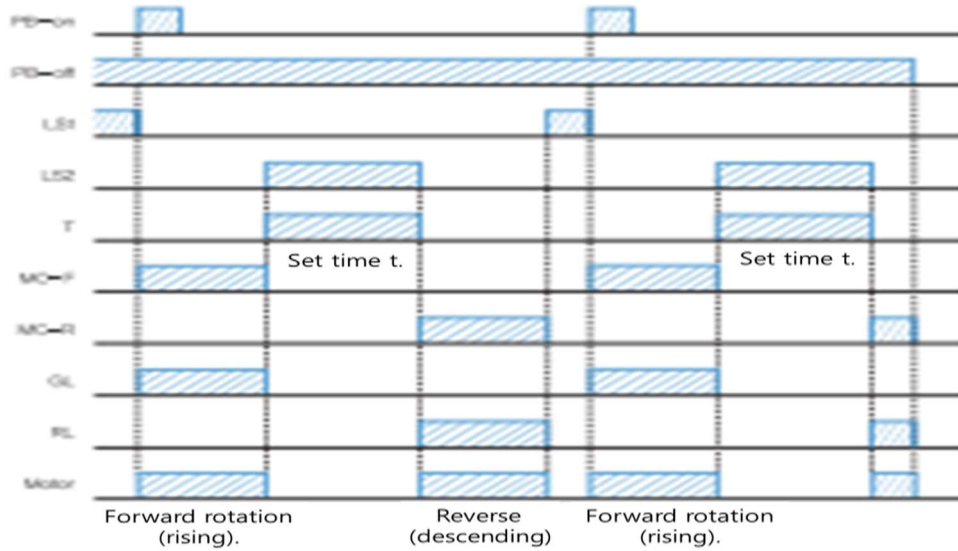 PB-on
PB-off
LS1
LS2
T
Set time t.
Set time t.
MC-F
MC-R
GL
RL
Motor
Forward rotation
(rising).
Reverse
(descending)
Forward rotation
(rising).